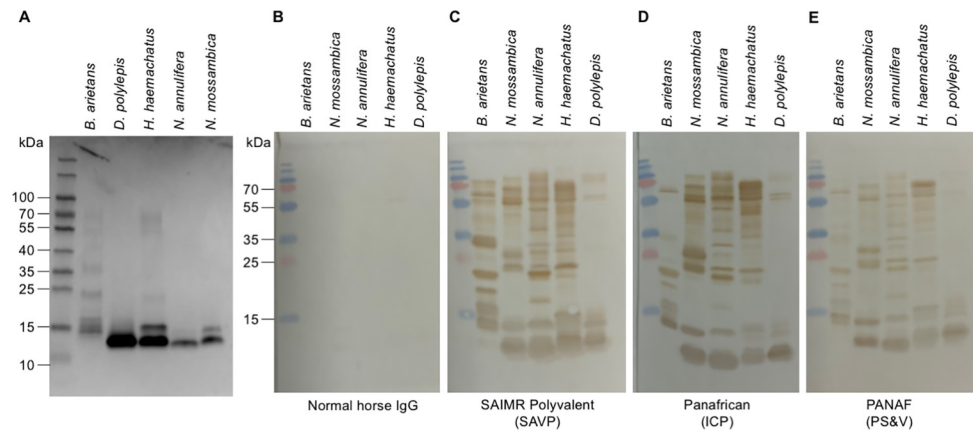 A
B. arietans
D. polylepis
H. haemachatus
N. annulifera
N. mossambica
kDa
100
70
55
40
35
25
15
10
B
B. arietans
N. mossambica
N. annulifera
H. haemachatus
D. polylepis
kDa
70
55
35
25
15
Normal horse IgG
C
B. arietans
N. mossambica
N. annulifera
H. haemachatus
D. polylepis
SAIMR Polyvalent
(SAVP)
D
B. arietans
N. mossambica
N. annulifera
H. haemachatus
D. polylepis
Panafrican
(ICP)
E
B. arietans
N. mossambica
N. annulifera
H. haemachatus
D. polylepis
PANAF
(PS&V)